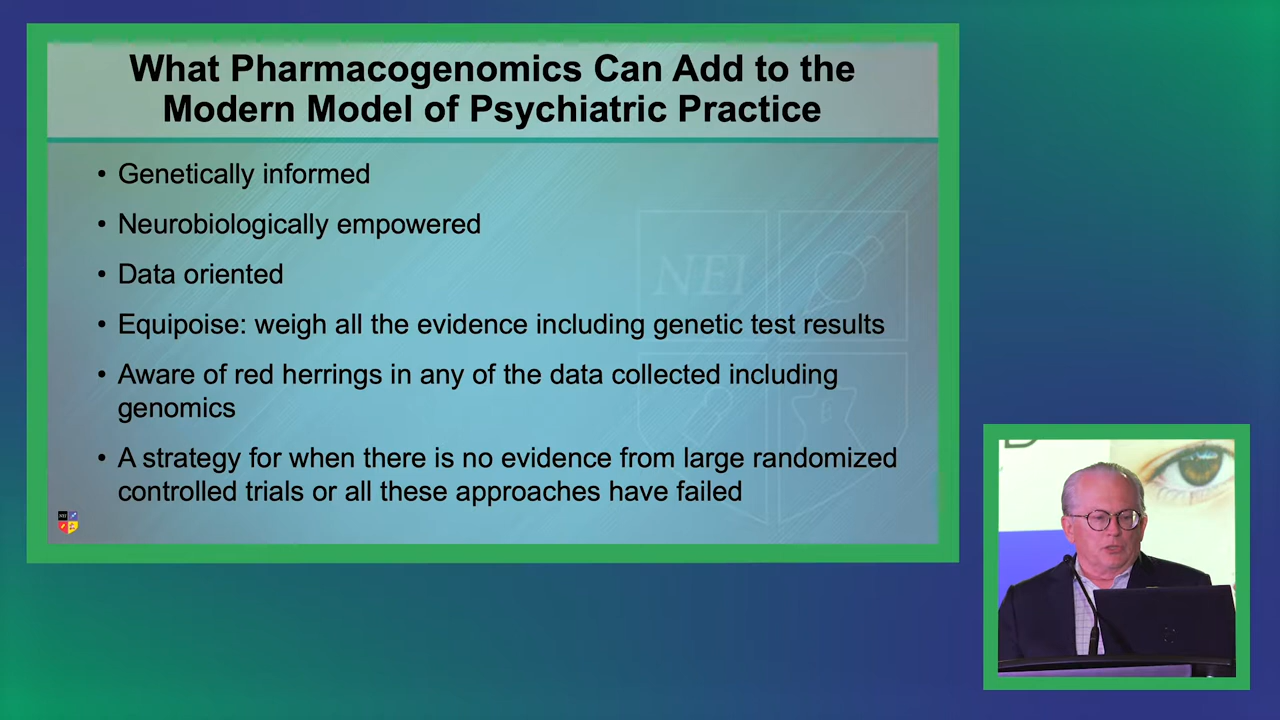 What Pharmacogenomics Can Add to the
Modern Model of Psychiatric Practice
• Genetically informed
• Neurobiologically empowered
• Data oriented
• Equipoise: weigh all the evidence including genetic test results
• Aware of red herrings in any of the data collected including
genomics
• A strategy for when there is no evidence from large randomized
controlled trials or all these approaches have failed
NEI
NEI